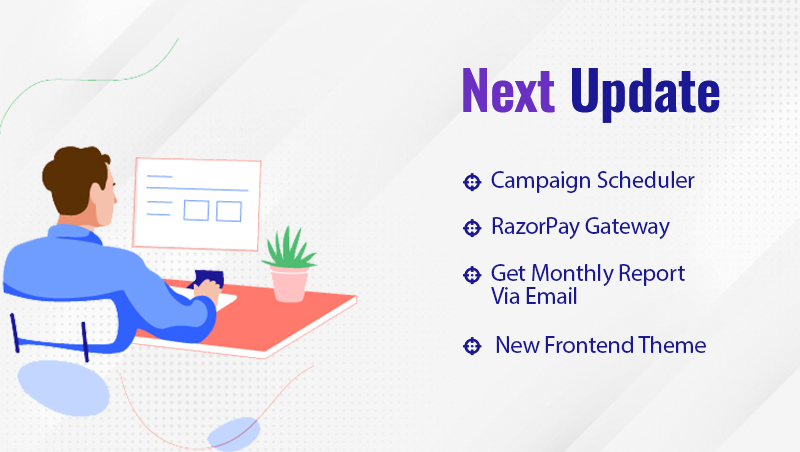 Next Update
Campaign Scheduler
RazorPay Gateway
Get Monthly Report
Via Email
New Frontend Theme